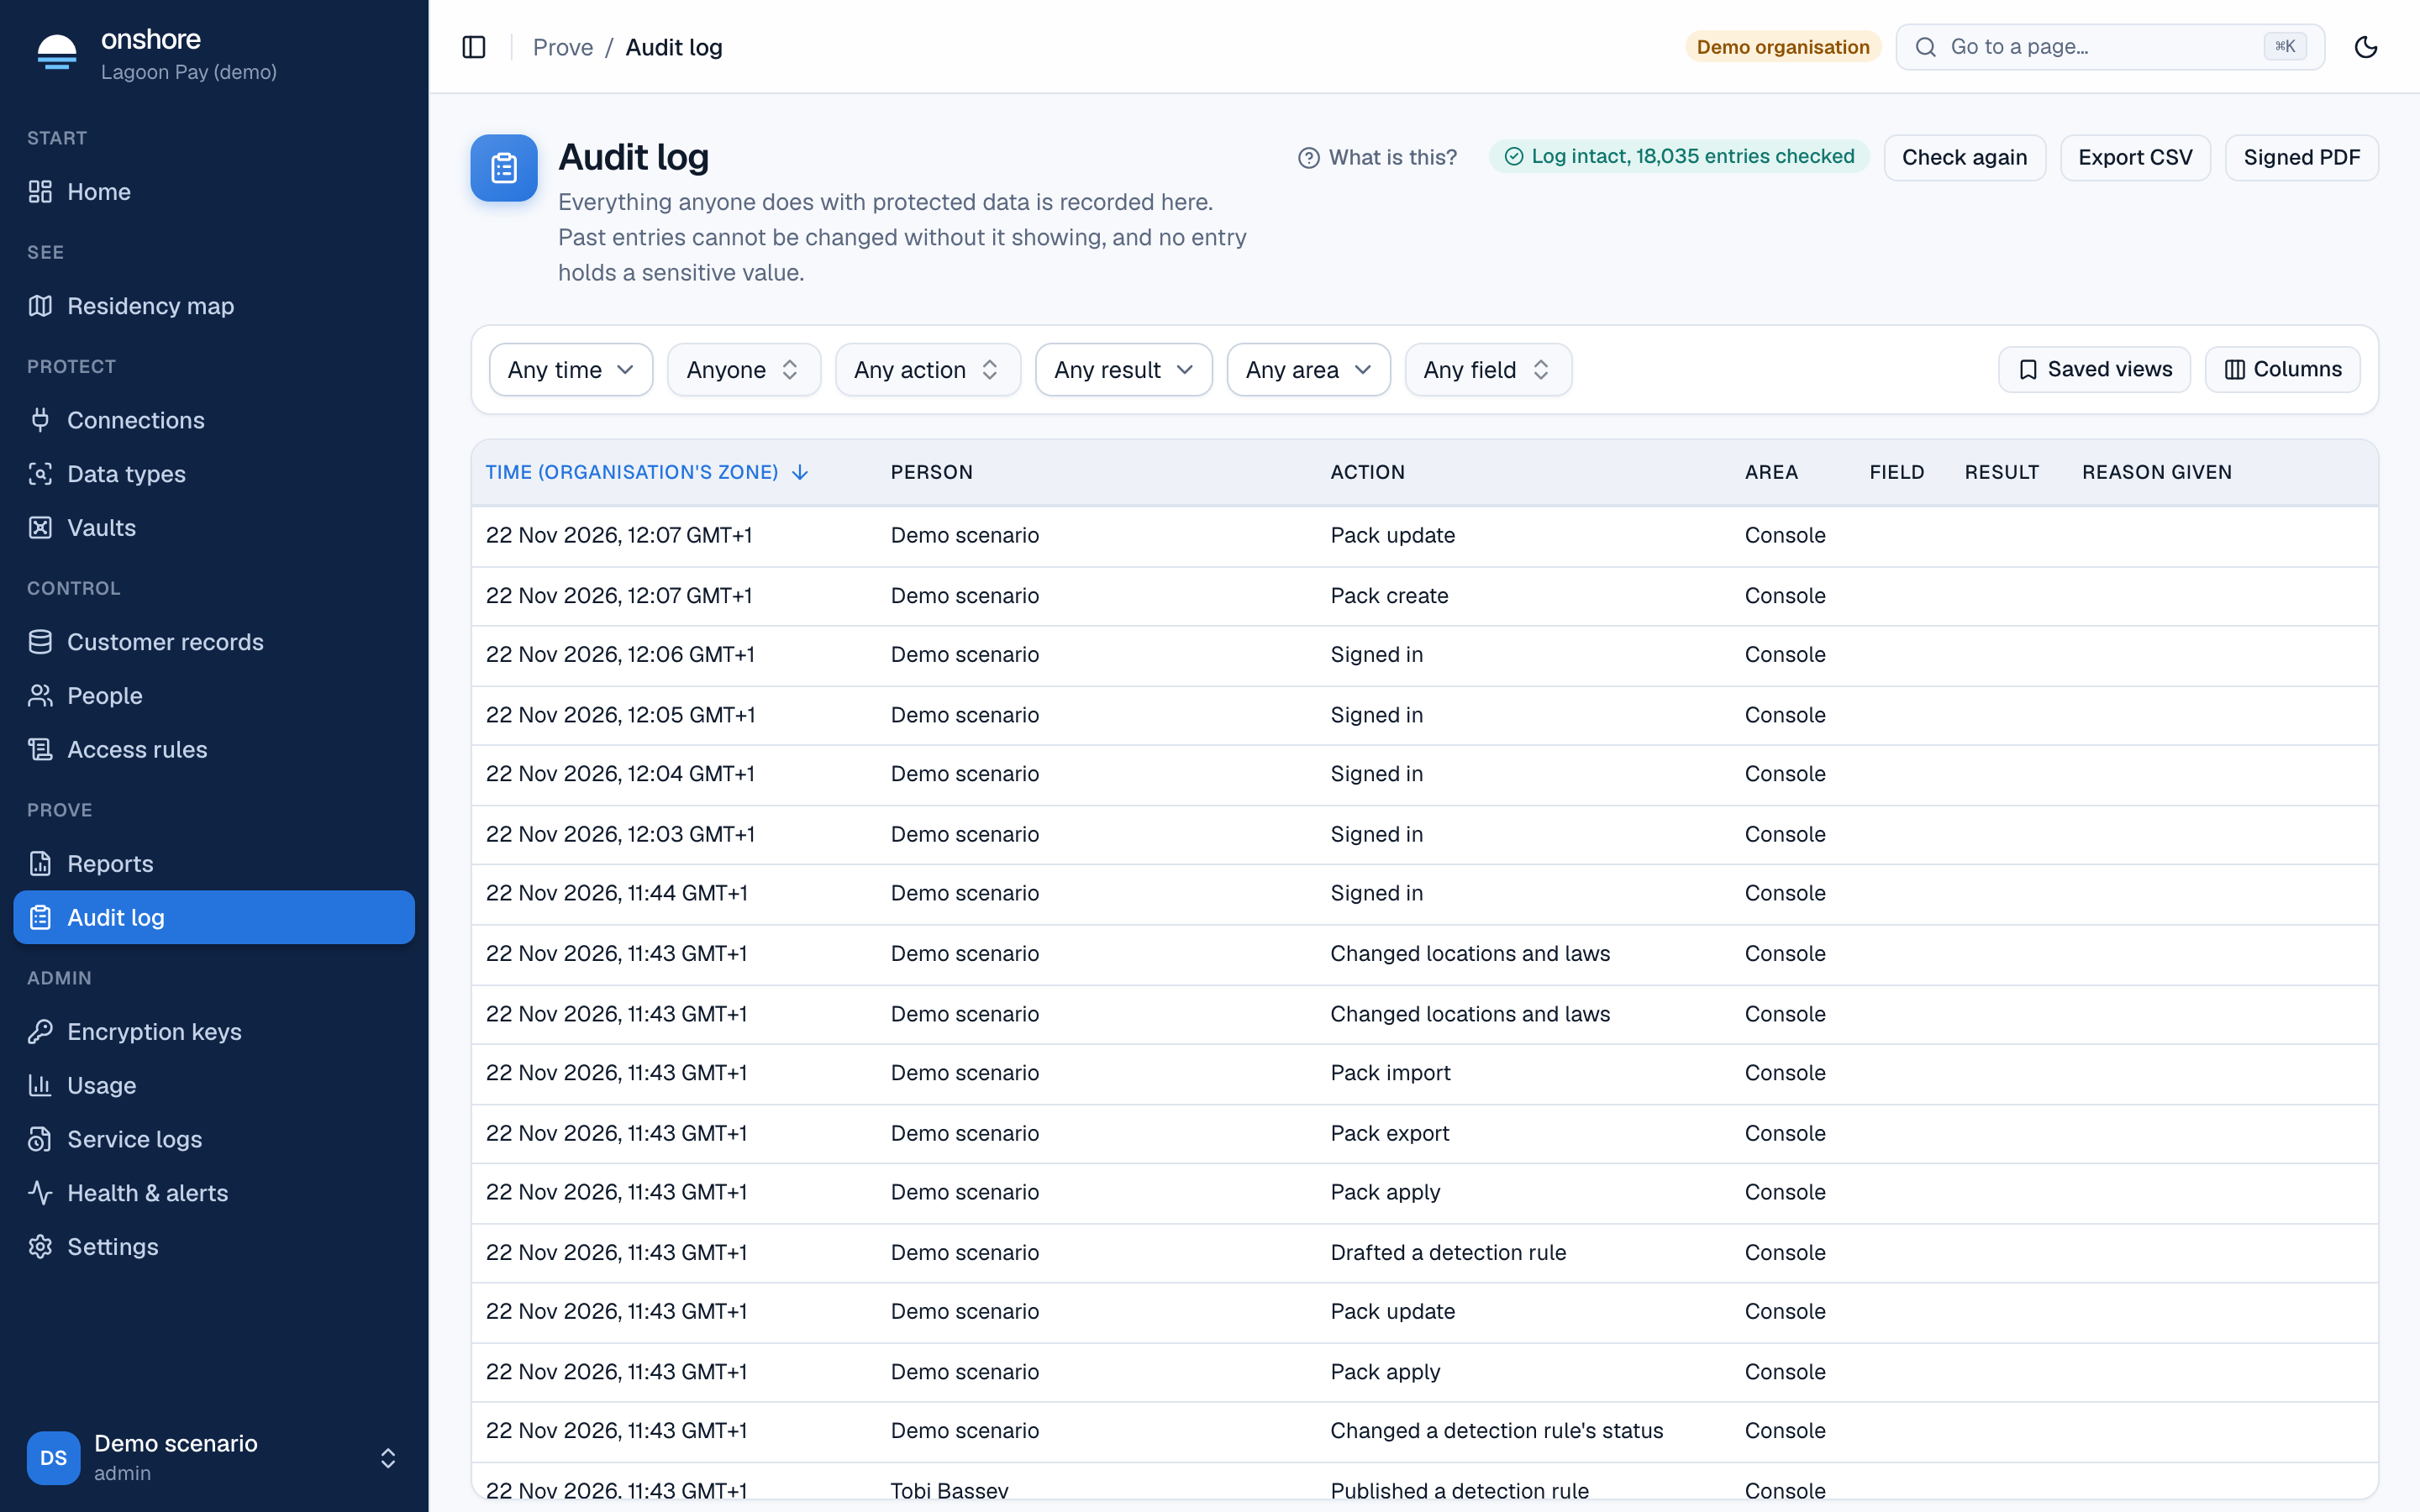 onshore
Lagoon Pay (demo)
START
Home
SEE
Residency map
PROTECT
Connections
Data types
Vaults
CONTROL
Customer records
People
Access rules
PROVE
Reports
Audit log
ADMIN
Encryption keys
Usage
Service logs
Health & alerts
Settings
DS
Demo scenario
admin
Prove / Audit log
Demo organisation
Go to a page...
⌘K
Audit log
Everything anyone does with protected data is recorded here.
Past entries cannot be changed without it showing, and no entry
holds a sensitive value.
What is this?
Log intact, 18,035 entries checked
Check again
Export CSV
Signed PDF
Any time
Anyone
Any action
Any result
Any area
Any field
Saved views
Columns
TIME (ORGANISATION'S ZONE) PERSON ACTION AREA FIELD RESULT REASON GIVEN
22 Nov 2026, 12:07 GMT+1 Demo scenario Pack update Console
22 Nov 2026, 12:07 GMT+1 Demo scenario Pack create Console
22 Nov 2026, 12:06 GMT+1 Demo scenario Signed in Console
22 Nov 2026, 12:05 GMT+1 Demo scenario Signed in Console
22 Nov 2026, 12:04 GMT+1 Demo scenario Signed in Console
22 Nov 2026, 12:03 GMT+1 Demo scenario Signed in Console
22 Nov 2026, 11:44 GMT+1 Demo scenario Signed in Console
22 Nov 2026, 11:43 GMT+1 Demo scenario Changed locations and laws Console
22 Nov 2026, 11:43 GMT+1 Demo scenario Changed locations and laws Console
22 Nov 2026, 11:43 GMT+1 Demo scenario Pack import Console
22 Nov 2026, 11:43 GMT+1 Demo scenario Pack export Console
22 Nov 2026, 11:43 GMT+1 Demo scenario Pack apply Console
22 Nov 2026, 11:43 GMT+1 Demo scenario Drafted a detection rule Console
22 Nov 2026, 11:43 GMT+1 Demo scenario Pack update Console
22 Nov 2026, 11:43 GMT+1 Demo scenario Pack apply Console
22 Nov 2026, 11:43 GMT+1 Demo scenario Changed a detection rule's status Console
22 Nov 2026, 11:43 GMT+1 Tobi Bassey Published a detection rule Console